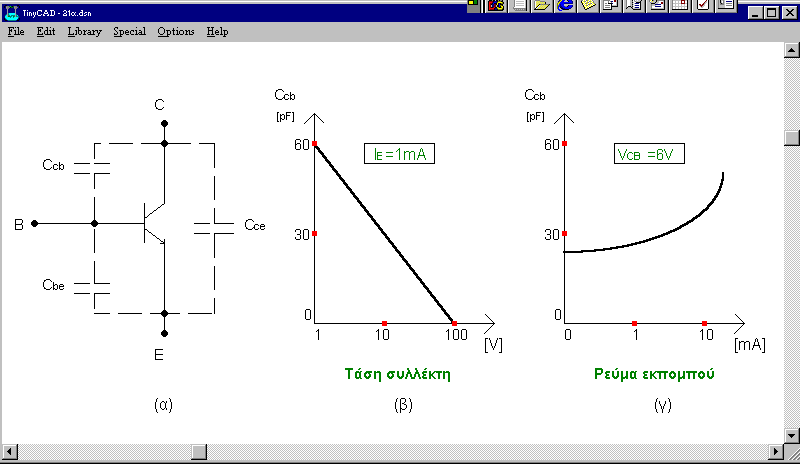 TinyCAD - 21α.dsn
File Edit Library Special Options Help
C
Ccb
B
Cce
Cbe
E
(α)
Ccb
[pF]
60
IE =1mA
30
0
1 10 100
[V]
Τάση συλλέκτη
(β)
Ccb
[pF]
60
VCB =6V
30
0
0 1 10
[mA]
Ρεύμα εκπομπού
(γ)